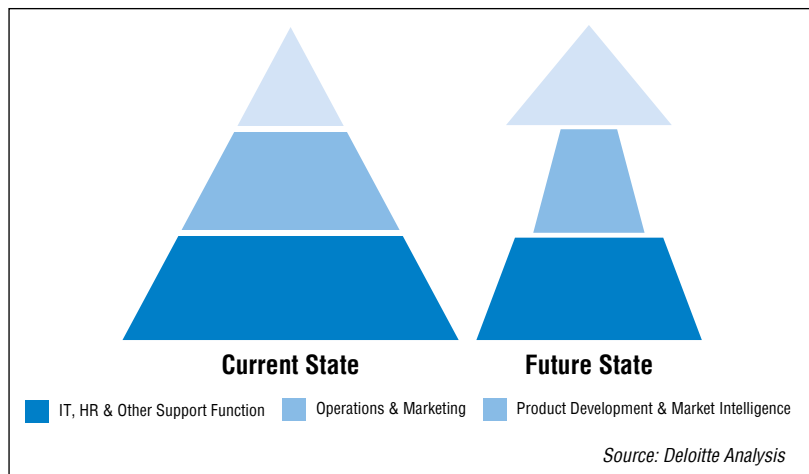 Current State
Future State
IT, HR & Other Support Function
Operations & Marketing
Product Development & Market Intelligence
Source: Deloitte Analysis